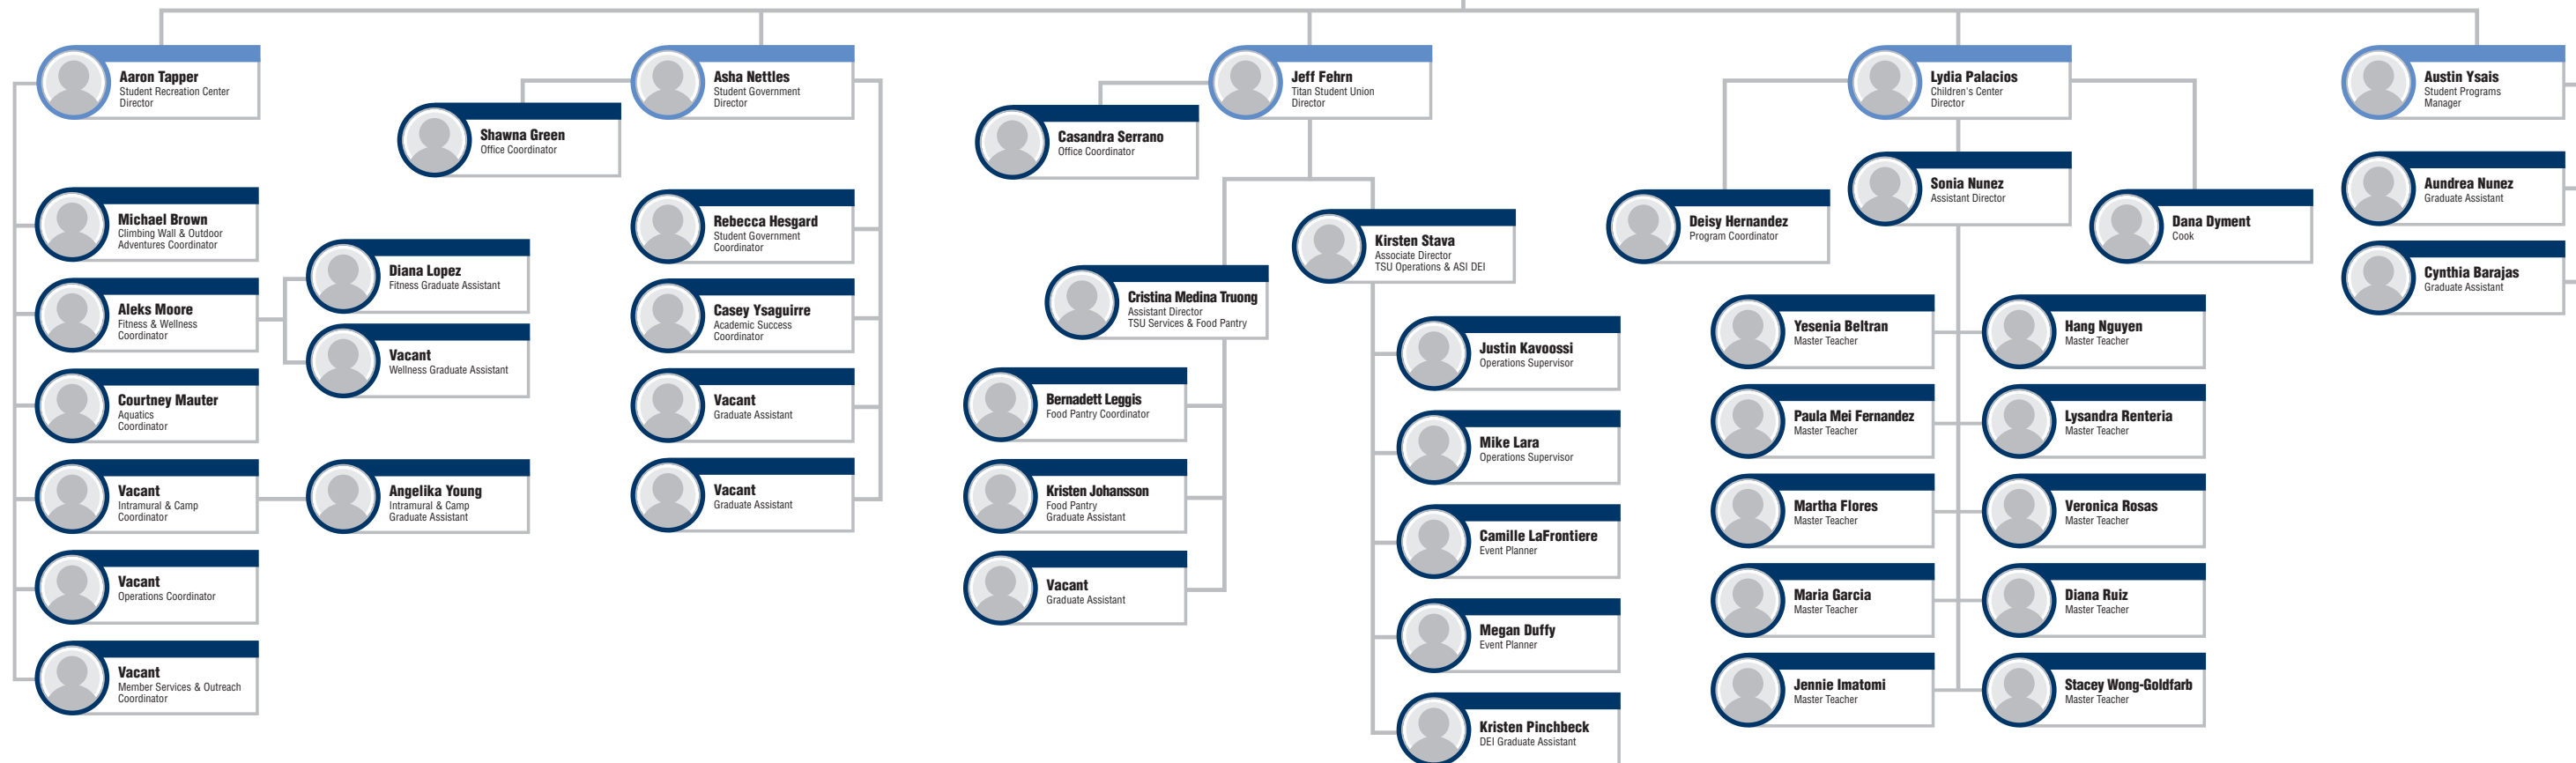 Aaron Tapper
Student Recreation Center
Director
Michael Brown
Climbing Wall & Outdoor
Adventures Coordinator
Aleks Moore
Fitness & Wellness
Coordinator
Diana Lopez
Fitness Graduate Assistant
Vacant
Wellness Graduate Assistant
Courtney Mauter
Aquatics
Coordinator
Vacant
Intramural & Camp
Coordinator
Angelika Young
Intramural & Camp
Graduate Assistant
Vacant
Operations Coordinator
Vacant
Member Services & Outreach
Coordinator
Asha Nettles
Student Government
Director
Shawna Green
Office Coordinator
Rebecca Hesgard
Student Government
Coordinator
Casey Ysaguirre
Academic Success
Coordinator
Vacant
Graduate Assistant
Vacant
Graduate Assistant
Jeff Fehrn
Titan Student Union
Director
Casandra Serrano
Office Coordinator
Cristina Medina Truong
Assistant Director
TSU Services & Food Pantry
Bernadett Leggis
Food Pantry Coordinator
Kristen Johansson
Food Pantry
Graduate Assistant
Vacant
Graduate Assistant
Kirsten Stava
Associate Director
TSU Operations & ASI DEI
Justin Kavoossi
Operations Supervisor
Mike Lara
Operations Supervisor
Camille LaFrontiere
Event Planner
Megan Duffy
Event Planner
Kristen Pinchbeck
DEI Graduate Assistant
Lydia Palacios
Children's Center
Director
Deisy Hernandez
Program Coordinator
Sonia Nunez
Assistant Director
Dana Dyment
Cook
Yesenia Beltran
Master Teacher
Hang Nguyen
Master Teacher
Paula Mei Fernandez
Master Teacher
Lysandra Renteria
Master Teacher
Martha Flores
Master Teacher
Veronica Rosas
Master Teacher
Maria Garcia
Master Teacher
Diana Ruiz
Master Teacher
Jennie Imatomi
Master Teacher
Stacey Wong-Goldfarb
Master Teacher
Austin Ysais
Student Programs
Manager
Aundrea Nunez
Graduate Assistant
Cynthia Barajas
Graduate Assistant